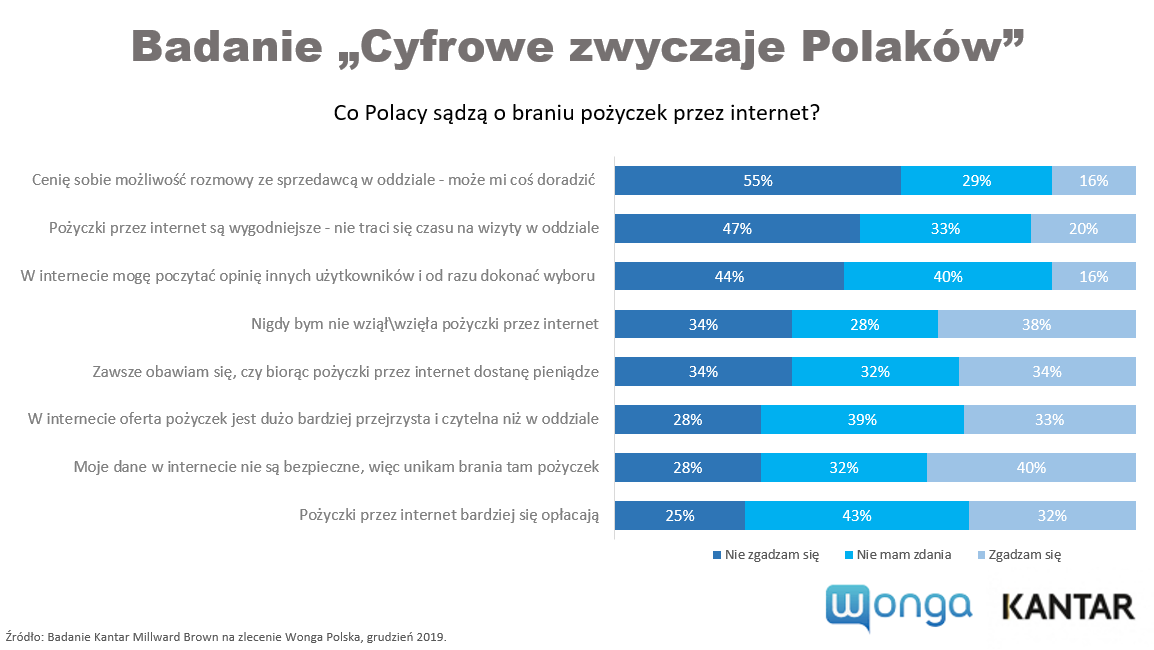 Badanie „Cyfrowe zwyczaje Polaków”
Co Polacy sądzą o braniu pożyczek przez internet?
Cenię sobie możliwość rozmowy ze sprzedawcą w oddziale - może mi coś doradzić 55% 29% 16%
Pożyczki przez internet są wygodniejsze - nie traci się czasu na wizyty w oddziale 47% 33% 20%
W internecie mogę poczytać opinię innych użytkowników i od razu dokonać wyboru 44% 40% 16%
Nigdy bym nie wziął\wzięła pożyczki przez internet 34% 28% 38%
Zawsze obawiam się, czy biorąc pożyczki przez internet dostanę pieniądze 34% 32% 34%
W internecie oferta pożyczek jest dużo bardziej przejrzysta i czytelna niż w oddziale 28% 39% 33%
Moje dane w internecie nie są bezpieczne, więc unikam brania tam pożyczek 28% 32% 40%
Pożyczki przez internet bardziej się opłacają 25% 43% 32%
Nie zgadzam się Nie mam zdania Zgadzam się
wonga KANTAR
Źródło: Badanie Kantar Millward Brown na zlecenie Wonga Polska, grudzień 2019.